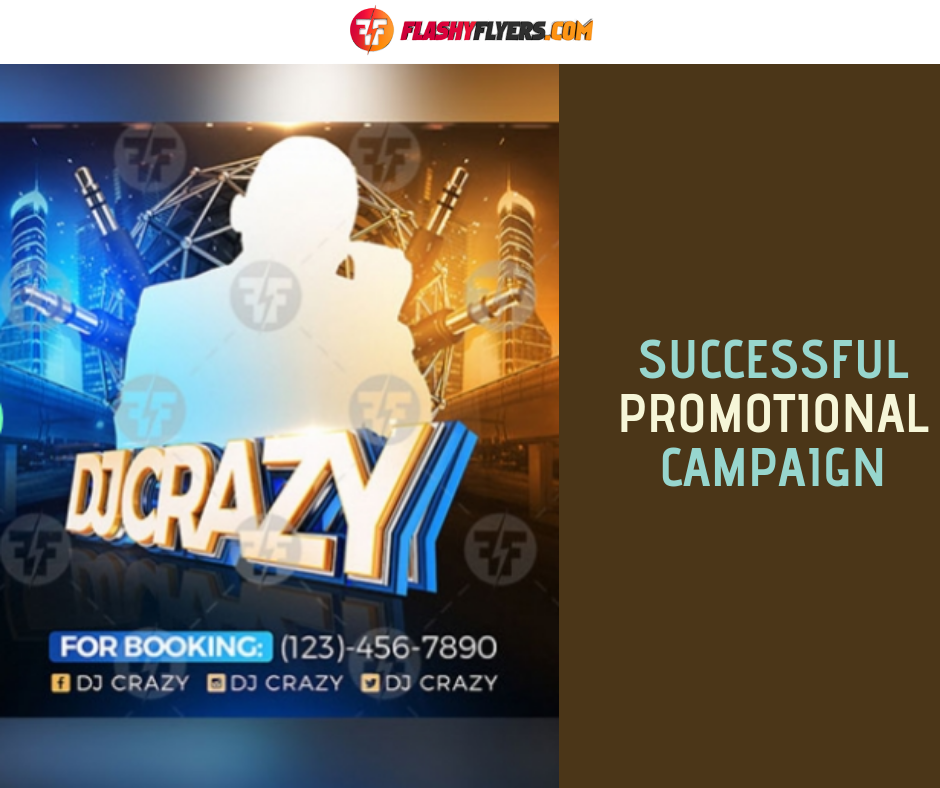 FLASHYFLYERS.COM
DJ CRAZY
FOR BOOKING: (123)-456-7890
DJ CRAZY DJ CRAZY DJ CRAZY
SUCCESSFUL
PROMOTIONAL
CAMPAIGN